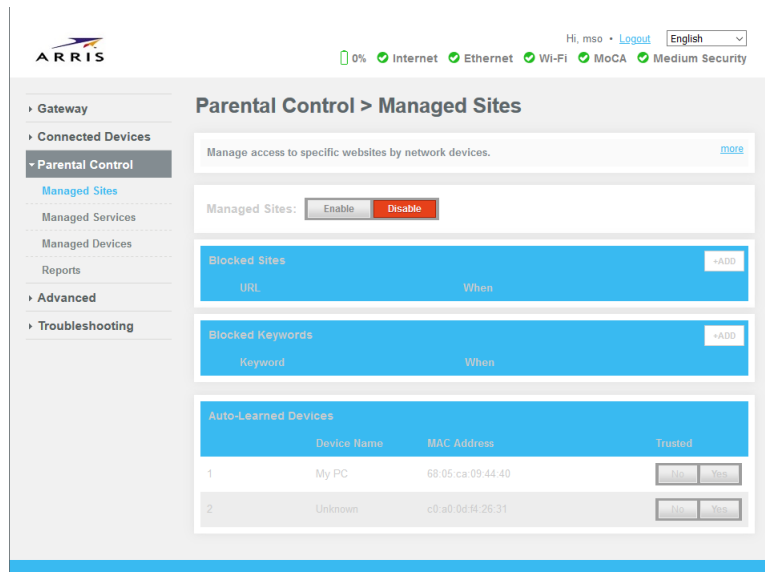 ARRIS
Hi, mso • Logout English
0% Internet Ethernet Wi-Fi MoCA Medium Security
Gateway
Connected Devices
Parental Control
Managed Sites
Managed Services
Managed Devices
Reports
Advanced
Troubleshooting
Parental Control > Managed Sites
Manage access to specific websites by network devices. more
Managed Sites: Enable Disable
Blocked Sites +ADD
URL When
Blocked Keywords +ADD
Keyword When
Auto-Learned Devices
Device Name MAC Address Trusted
1 My PC 68:05:ca:09:44:40 No Yes
2 Unknown c0:a0:0d:f4:26:31 No Yes